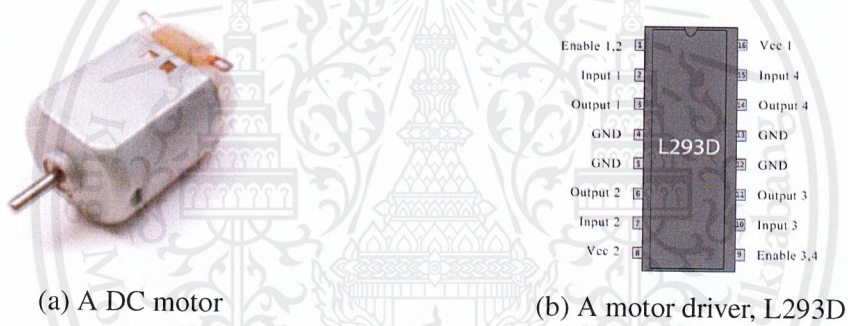 Enable 1,2 1 16 Vcc 1
Input 1 2 15 Input 4
Output 1 3 14 Output 4
GND 4 13 GND
L293D
GND 5 12 GND
Output 2 6 11 Output 3
Input 2 7 10 Input 3
Vcc 2 8 9 Enable 3,4
(a) A DC motor
(b) A motor driver, L293D